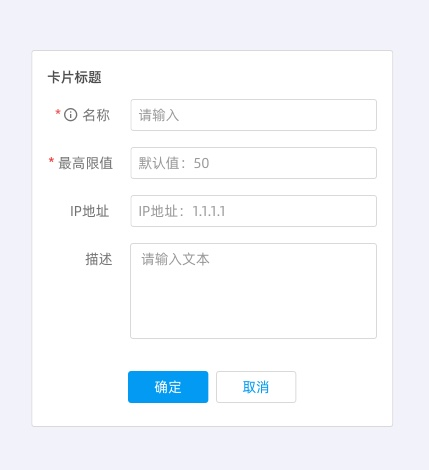 卡片标题
* 名称 请输入
* 最高限值 默认值：50
IP地址 IP地址：1.1.1.1
描述 请输入文本
确定 取消